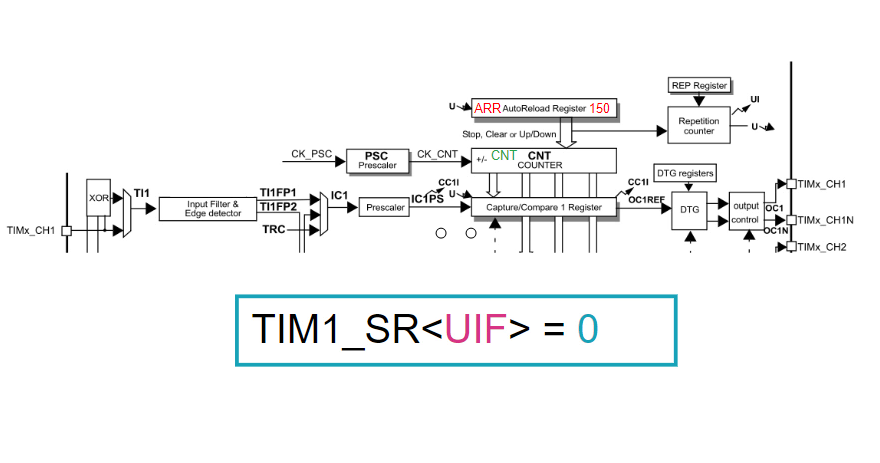 REP Register
UI
U
ARR AutoReload Register 150
Repetition
counter
U
Stop, Clear or Up/Down
CK_PSC
PSC
Prescaler
CK_CNT
+/-
CNT
CNT
COUNTER
DTG registers
XOR
TI1
Input Filter &
Edge detector
TI1FP1
TI1FP2
TRC
IC1
Prescaler
CC1I
IC1PS
U
Capture/Compare 1 Register
CC1I
OC1REF
DTG
output
control
OC1
OC1N
TIMx_CH1
TIMx_CH1
TIMx_CH1N
TIMx_CH2
TIM1_SR<UIF> = 0